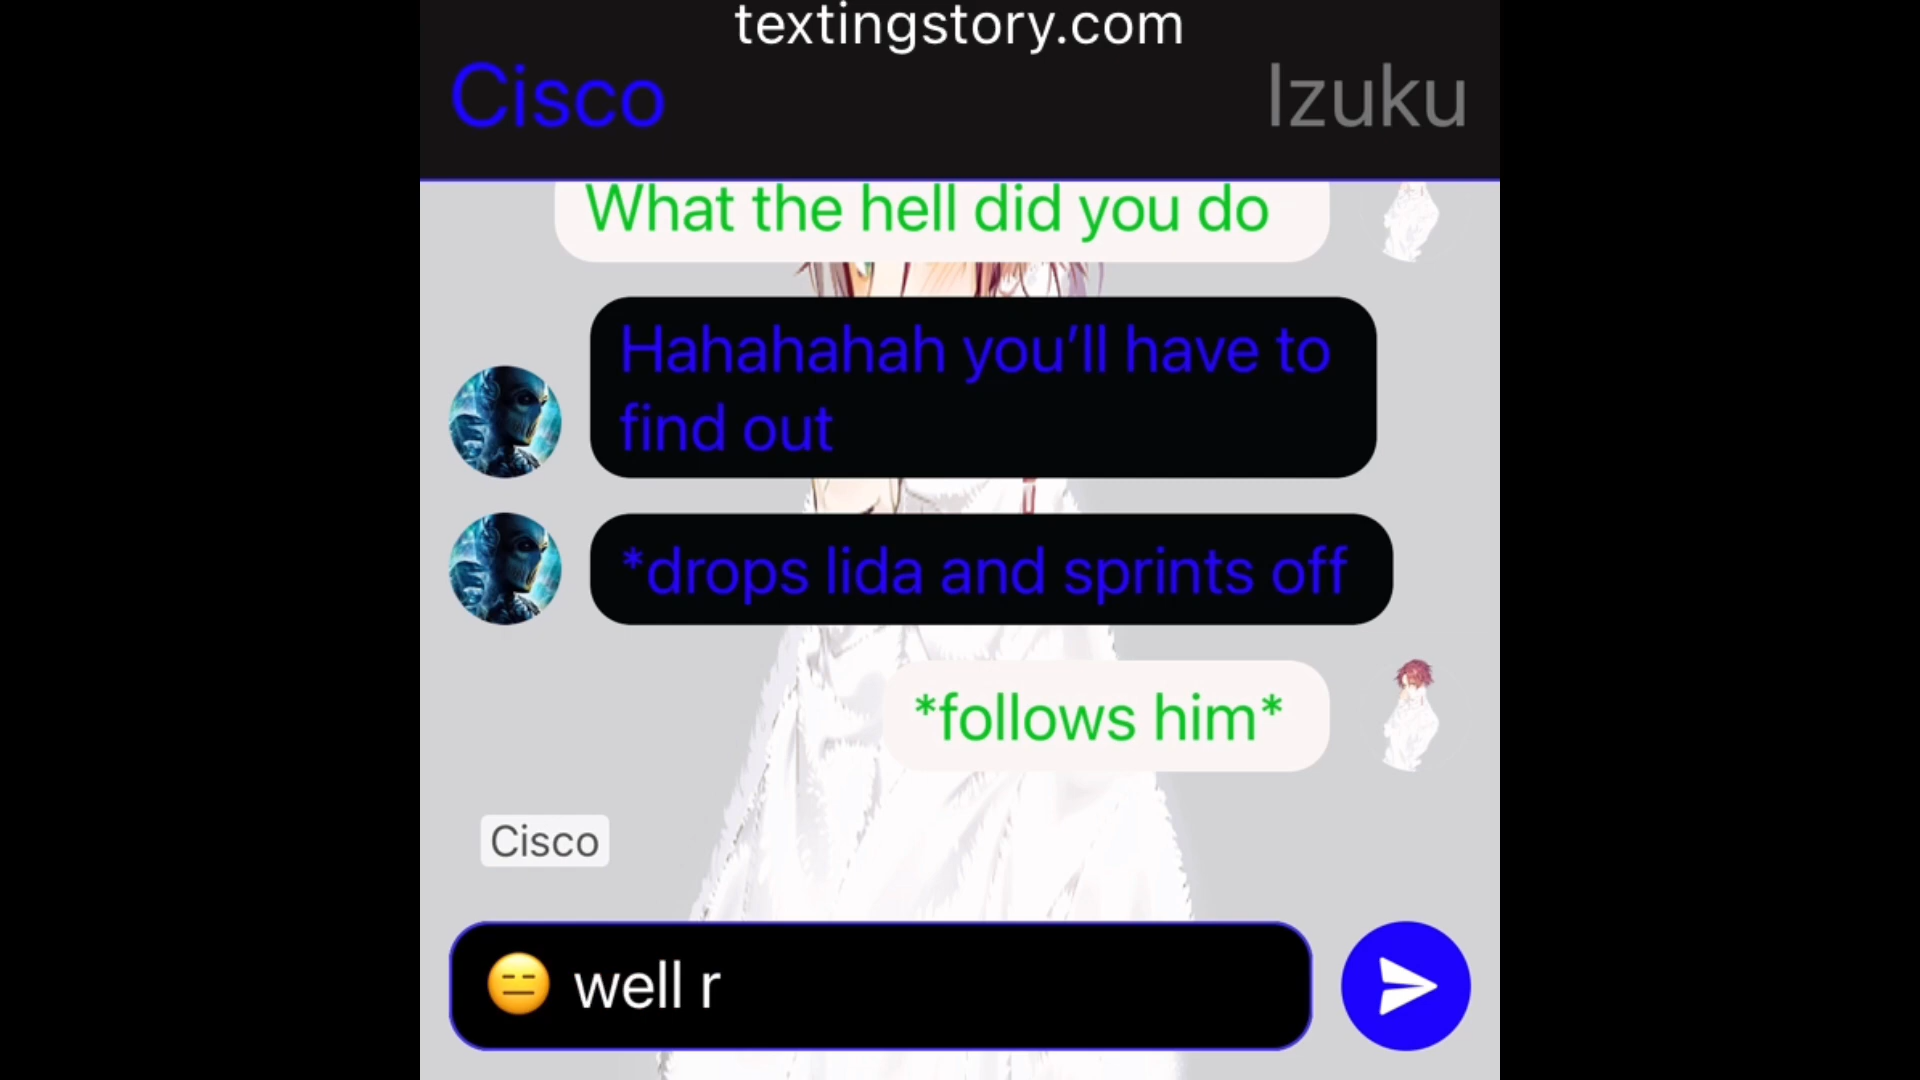 textingstory.com
Cisco
Izuku
What the hell did you do
Hahahahah you’ll have to
find out
*drops Iida and sprints off
*follows him*
Cisco
😑 well r